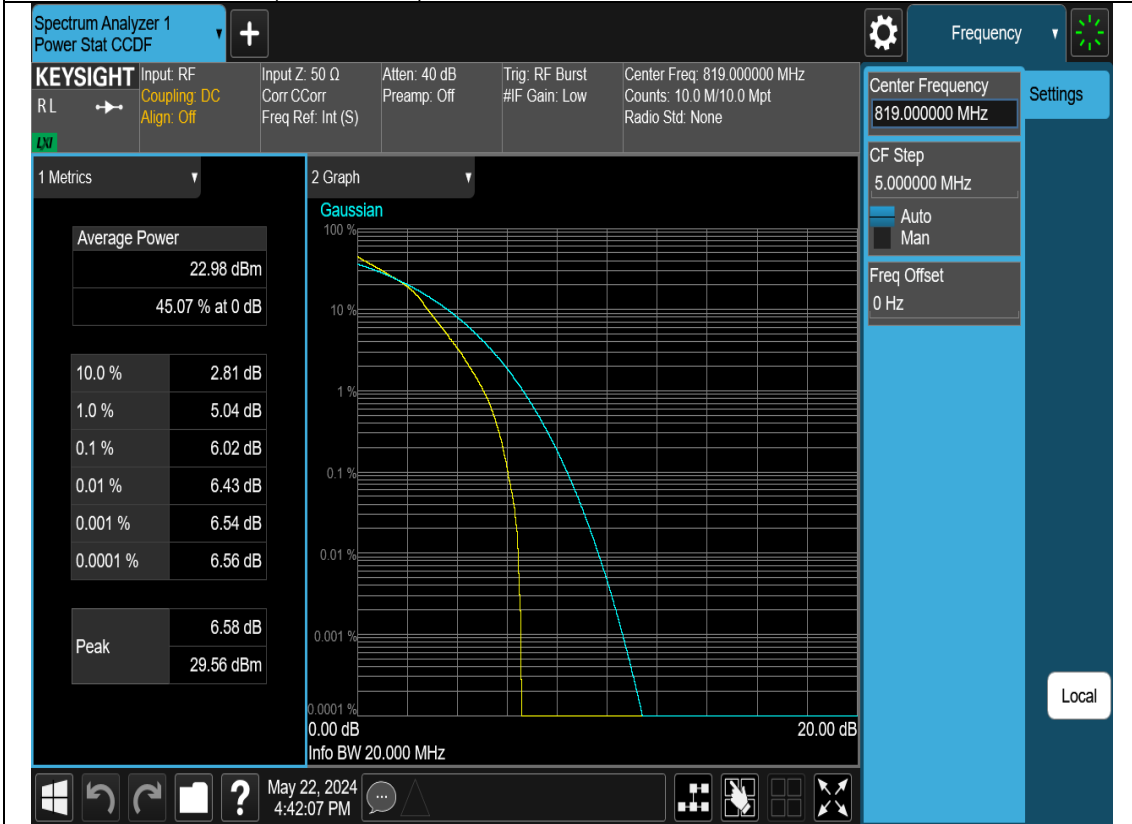 Spectrum Analyzer 1
Power Stat CCDF
+
Frequency
KEYSIGHT
RL
LXI
Input: RF
Coupling: DC
Align: Off
Input Z: 50 Ω
Corr CCorr
Freq Ref: Int (S)
Atten: 40 dB
Preamp: Off
Trig: RF Burst
#IF Gain: Low
Center Freq: 819.000000 MHz
Counts: 10.0 M/10.0 Mpt
Radio Std: None
1 Metrics
Average Power
22.98 dBm
45.07 % at 0 dB
10.0 % 2.81 dB
1.0 % 5.04 dB
0.1 % 6.02 dB
0.01 % 6.43 dB
0.001 % 6.54 dB
0.0001 % 6.56 dB
Peak
6.58 dB
29.56 dBm
2 Graph
Gaussian
100 %
10 %
1 %
0.1 %
0.01 %
0.001 %
0.0001 %
0.00 dB 20.00 dB
Info BW 20.000 MHz
Center Frequency
819.000000 MHz
CF Step
5.000000 MHz
Auto
Man
Freq Offset
0 Hz
Settings
Local
?
May 22, 2024
4:42:07 PM